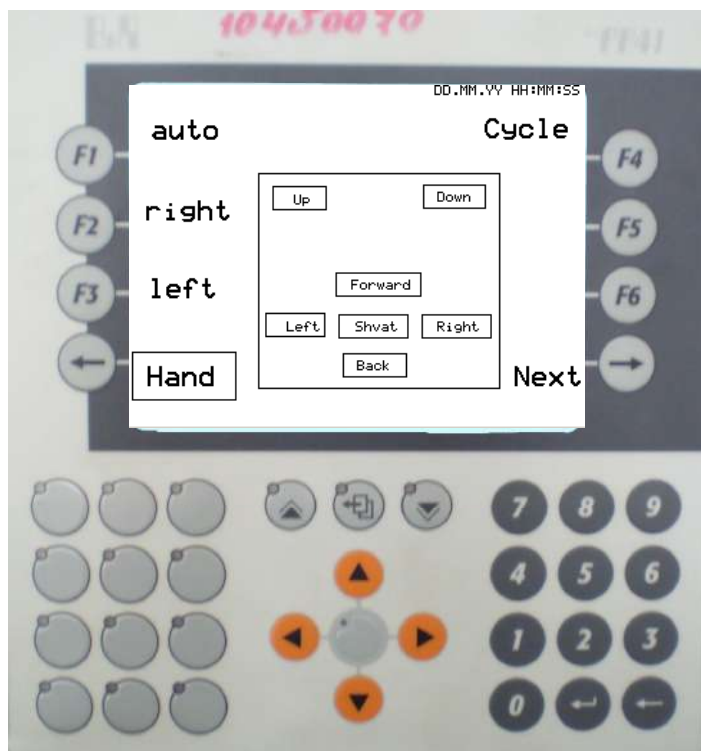 10450070
DD.MM.YY HH:MM:SS
auto
Cycle
F1
F4
Up
Down
right
F2
F5
left
Forward
F3
F6
Left
Shvat
Right
Back
Hand
Next
7
8
9
4
5
6
1
2
3
0